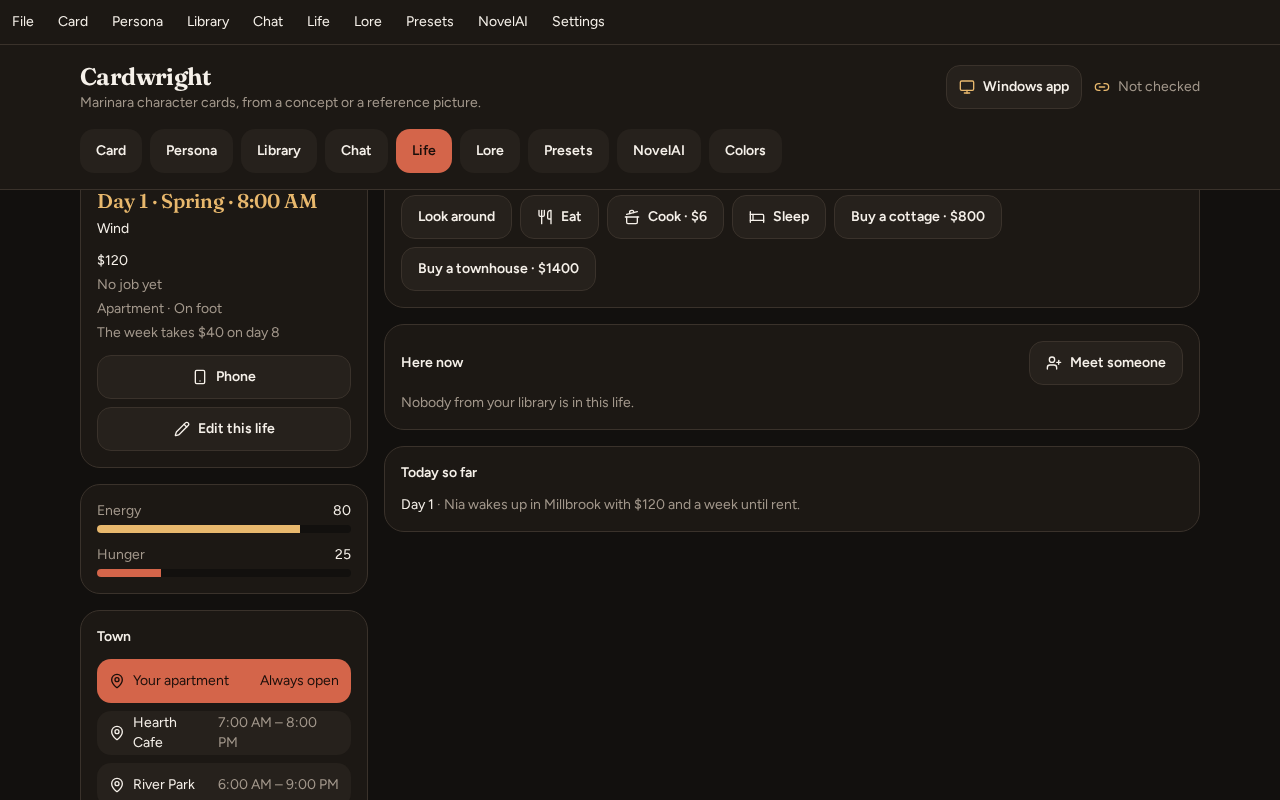 File Card Persona Library Chat Life Lore Presets NovelAI Settings
Cardwright
Marinara character cards, from a concept or a reference picture.
Windows app
Not checked
Card Persona Library Chat Life Lore Presets NovelAI Colors
Day 1 · Spring · 8:00 AM
Wind
$120
No job yet
Apartment · On foot
The week takes $40 on day 8
Phone
Edit this life
Energy 80
Hunger 25
Town
Your apartment Always open
Hearth Cafe 7:00 AM – 8:00 PM
River Park 6:00 AM – 9:00 PM
Look around Eat Cook · $6 Sleep Buy a cottage · $800
Buy a townhouse · $1400
Here now
Meet someone
Nobody from your library is in this life.
Today so far
Day 1 · Nia wakes up in Millbrook with $120 and a week until rent.